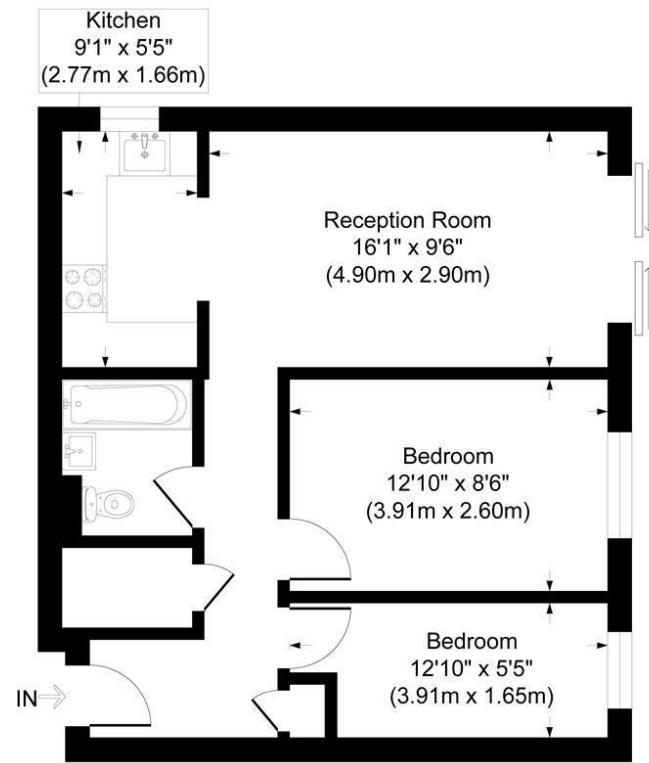 Kitchen
9'1" x 5'5"
(2.77m x 1.66m)
Reception Room
16'1" x 9'6"
(4.90m x 2.90m)
Bedroom
12'10" x 8'6"
(3.91m x 2.60m)
Bedroom
12'10" x 5'5"
(3.91m x 1.65m)
IN